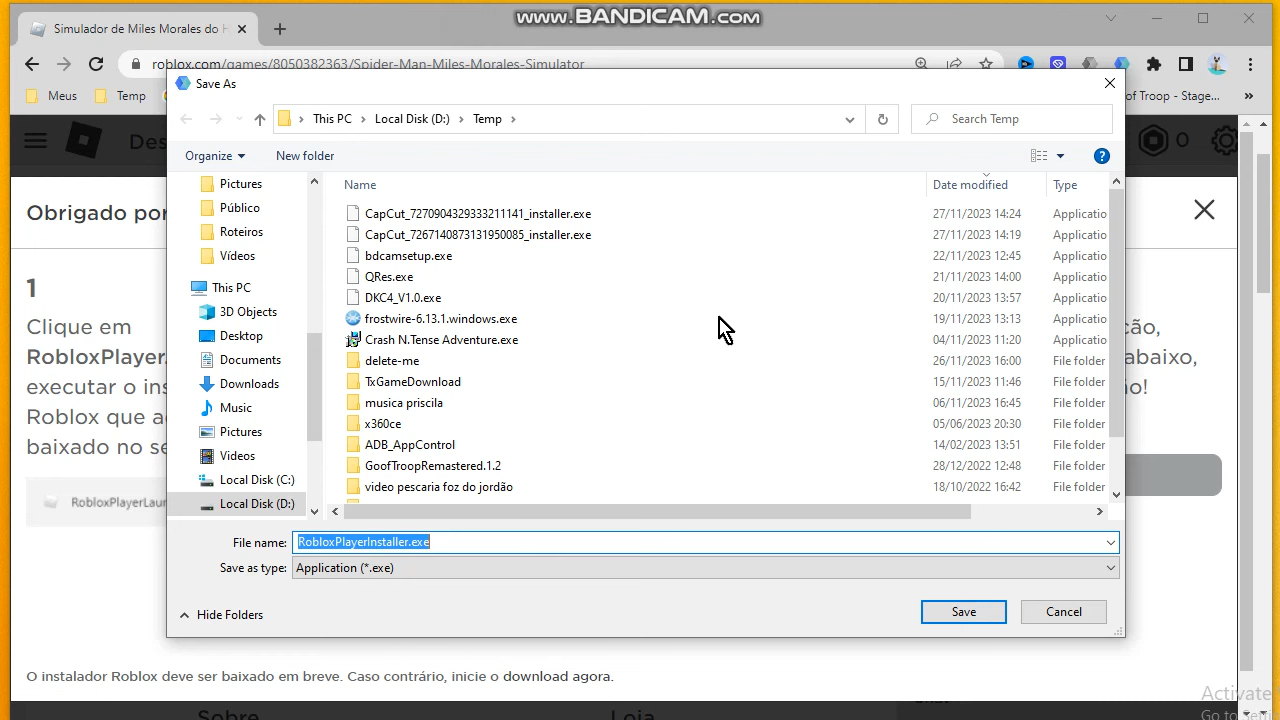 www.BANDICAM.com
Simulador de Miles Morales do H
roblox.com/games/8050382363/Spider-Man-Miles-Morales-Simulator
Meus
Temp
of Troop - Stage...
»
Save As
This PC > Local Disk (D:) > Temp >
Search Temp
Organize
New folder
Des
0
Obrigado por
1
Clique em
RobloxPlayer
executar o ins
Roblox que a
baixado no se
RobloxPlayerLau
ção,
abaixo,
ão!
Pictures
Público
Roteiros
Vídeos
This PC
3D Objects
Desktop
Documents
Downloads
Music
Pictures
Videos
Local Disk (C:)
Local Disk (D:)
Name Date modified Type
CapCut_7270904329333211141_installer.exe 27/11/2023 14:24 Applicatio
CapCut_7267140873131950085_installer.exe 27/11/2023 14:19 Applicatio
bdcamsetup.exe 22/11/2023 12:45 Applicatio
QRes.exe 21/11/2023 14:00 Applicatio
DKC4_V1.0.exe 20/11/2023 13:57 Applicatio
frostwire-6.13.1.windows.exe 19/11/2023 13:13 Applicatio
Crash N.Tense Adventure.exe 04/11/2023 11:20 Applicatio
delete-me 26/11/2023 16:00 File folder
TxGameDownload 15/11/2023 11:46 File folder
musica priscila 06/11/2023 16:45 File folder
x360ce 05/06/2023 20:30 File folder
ADB_AppControl 14/02/2023 13:51 File folder
GoofTroopRemastered.1.2 28/12/2022 12:48 File folder
video pescaria foz do jordão 18/10/2022 16:42 File folder
File name: RobloxPlayerInstaller.exe
Save as type: Application (*.exe)
Hide Folders
Save
Cancel
O instalador Roblox deve ser baixado em breve. Caso contrário, inicie o download agora.
Activate
Sobre
Loja